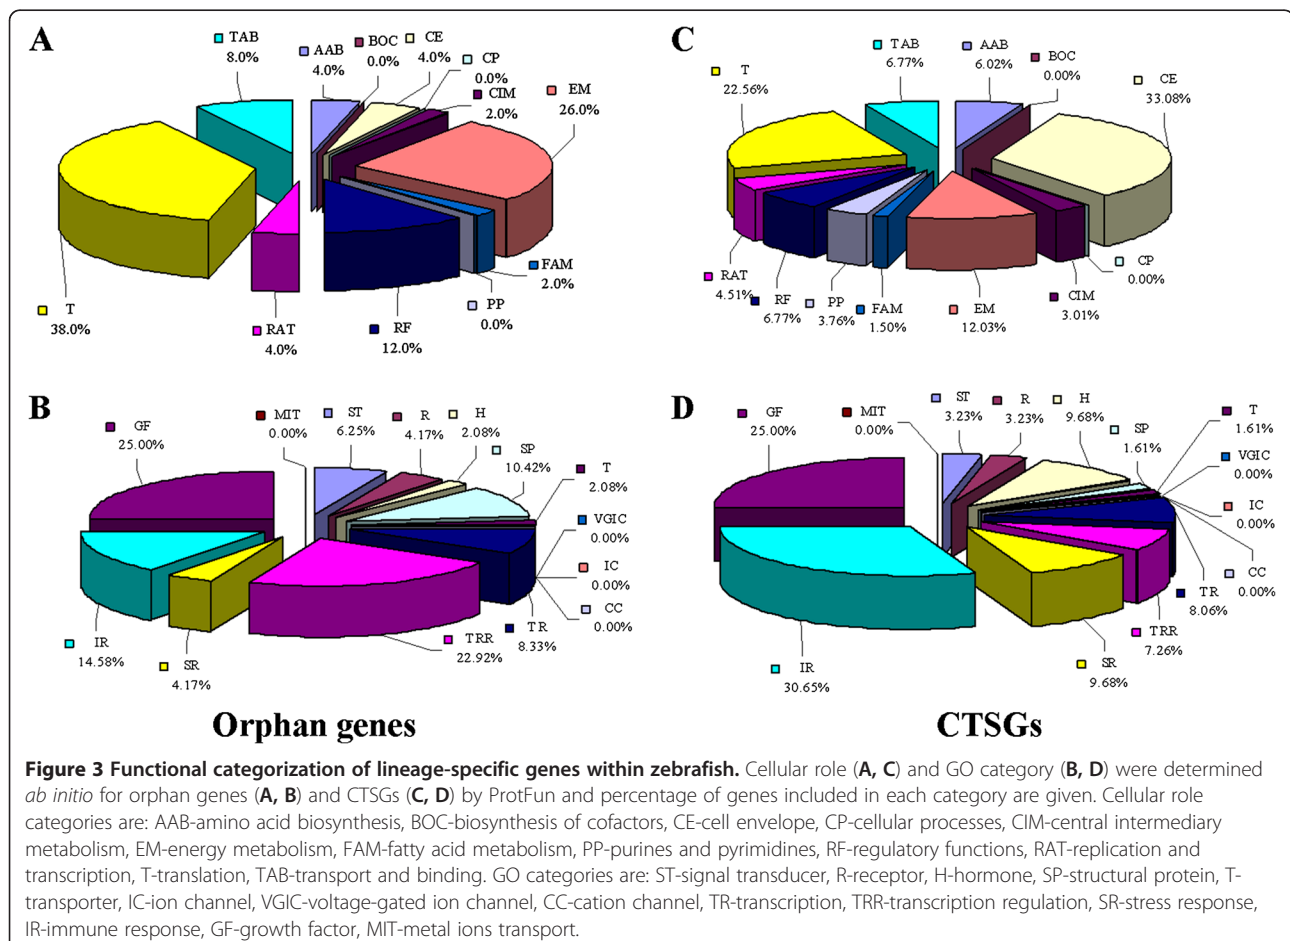 A
TAB
8.0%
AAB
4.0%
BOC
0.0%
CE
4.0%
CP
0.0%
CIM
2.0%
EM
26.0%
FAM
2.0%
PP
0.0%
RF
12.0%
RAT
4.0%
T
38.0%
C
T
22.56%
TAB
6.77%
AAB
6.02%
BOC
0.00%
CE
33.08%
CP
0.00%
CIM
3.01%
EM
12.03%
FAM
1.50%
PP
3.76%
RF
6.77%
RAT
4.51%
B
GF
25.00%
MIT
0.00%
ST
6.25%
R
4.17%
H
2.08%
SP
10.42%
T
2.08%
VGIC
0.00%
IC
0.00%
CC
0.00%
TR
8.33%
TRR
22.92%
SR
4.17%
IR
14.58%
D
GF
25.00%
MIT
0.00%
ST
3.23%
R
3.23%
H
9.68%
SP
1.61%
T
1.61%
VGIC
0.00%
IC
0.00%
CC
0.00%
TR
8.06%
TRR
7.26%
SR
9.68%
IR
30.65%
Orphan genes
CTSGs
Figure 3 Functional categorization of lineage-specific genes within zebrafish. Cellular role (A, C) and GO category (B, D) were determined
ab initio for orphan genes (A, B) and CTSGs (C, D) by ProtFun and percentage of genes included in each category are given. Cellular role
categories are: AAB-amino acid biosynthesis, BOC-biosynthesis of cofactors, CE-cell envelope, CP-cellular processes, CIM-central intermediary
metabolism, EM-energy metabolism, FAM-fatty acid metabolism, PP-purines and pyrimidines, RF-regulatory functions, RAT-replication and
transcription, T-translation, TAB-transport and binding. GO categories are: ST-signal transducer, R-receptor, H-hormone, SP-structural protein, T-
transporter, IC-ion channel, VGIC-voltage-gated ion channel, CC-cation channel, TR-transcription, TRR-transcription regulation, SR-stress response,
IR-immune response, GF-growth factor, MIT-metal ions transport.